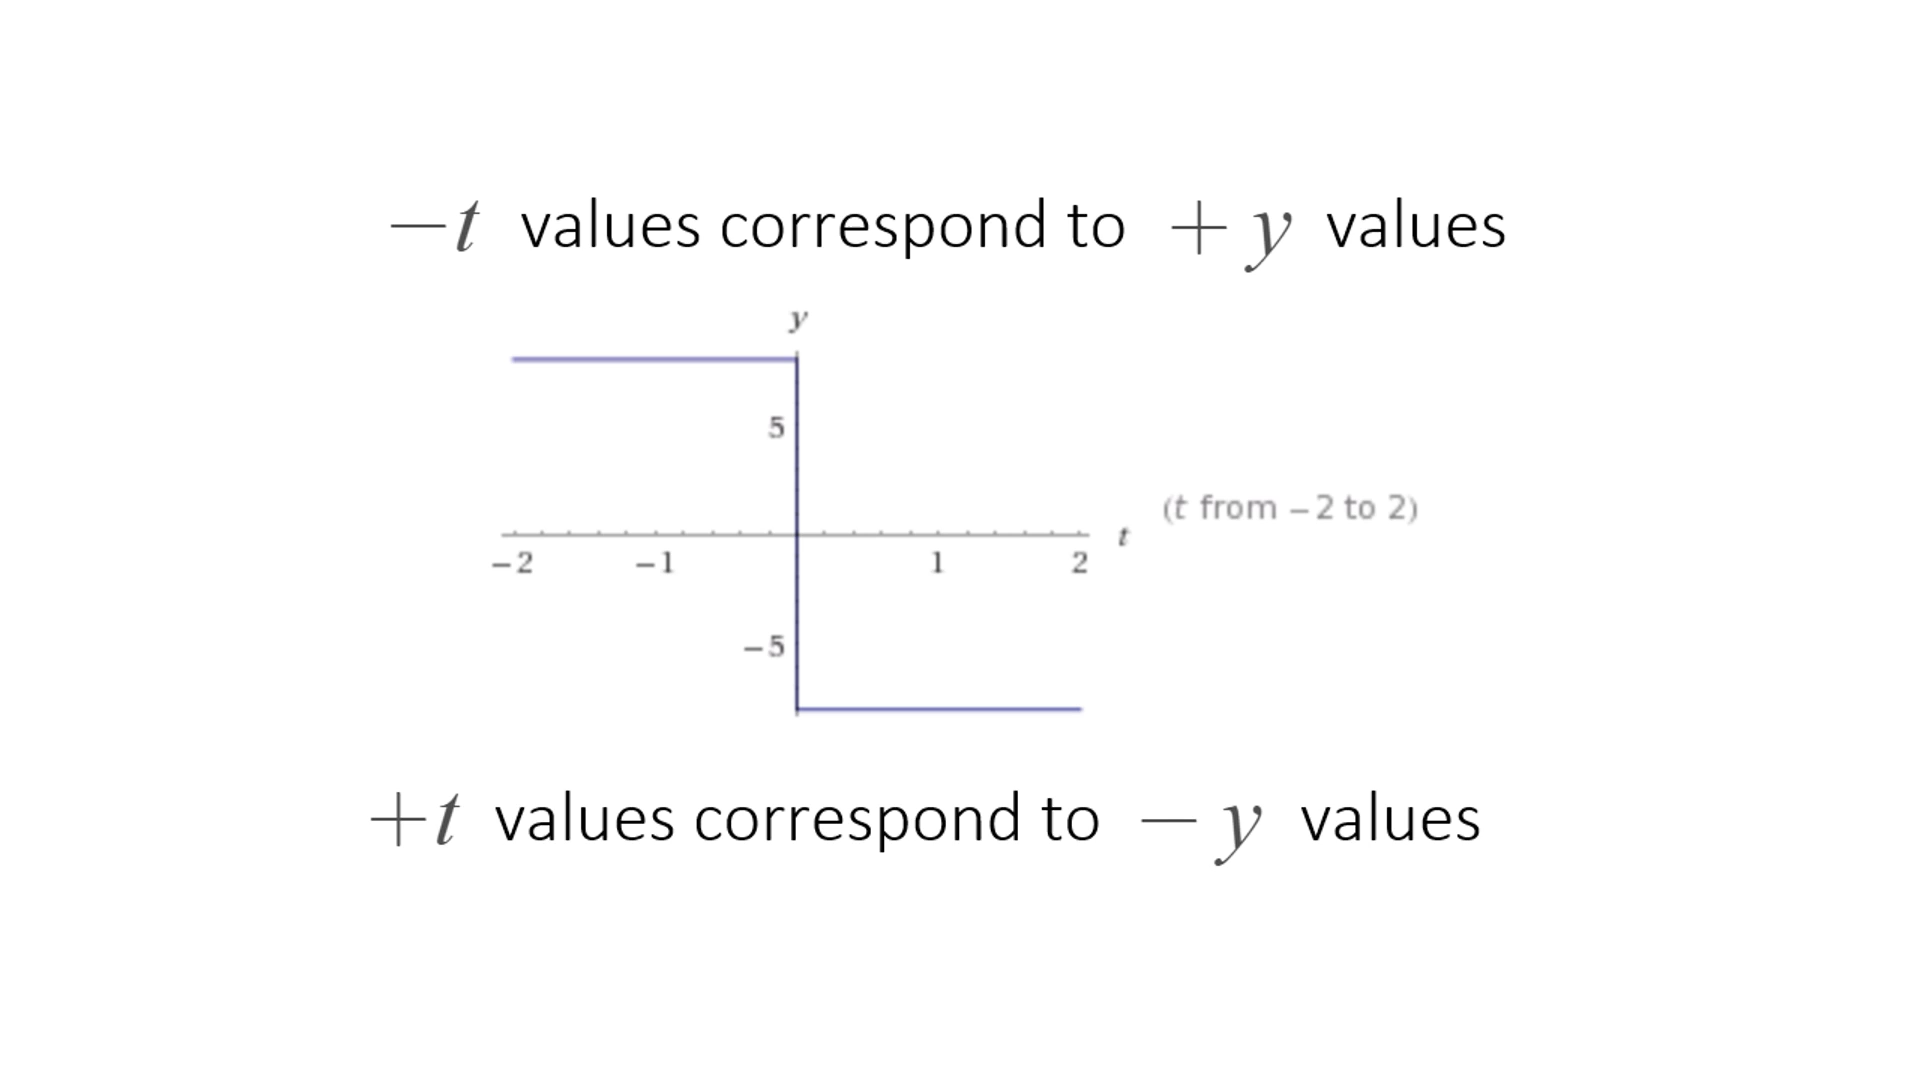 −t values correspond to +y values
y
5
(t from −2 to 2)
t
−2 −1 1 2
−5
+t values correspond to −y values